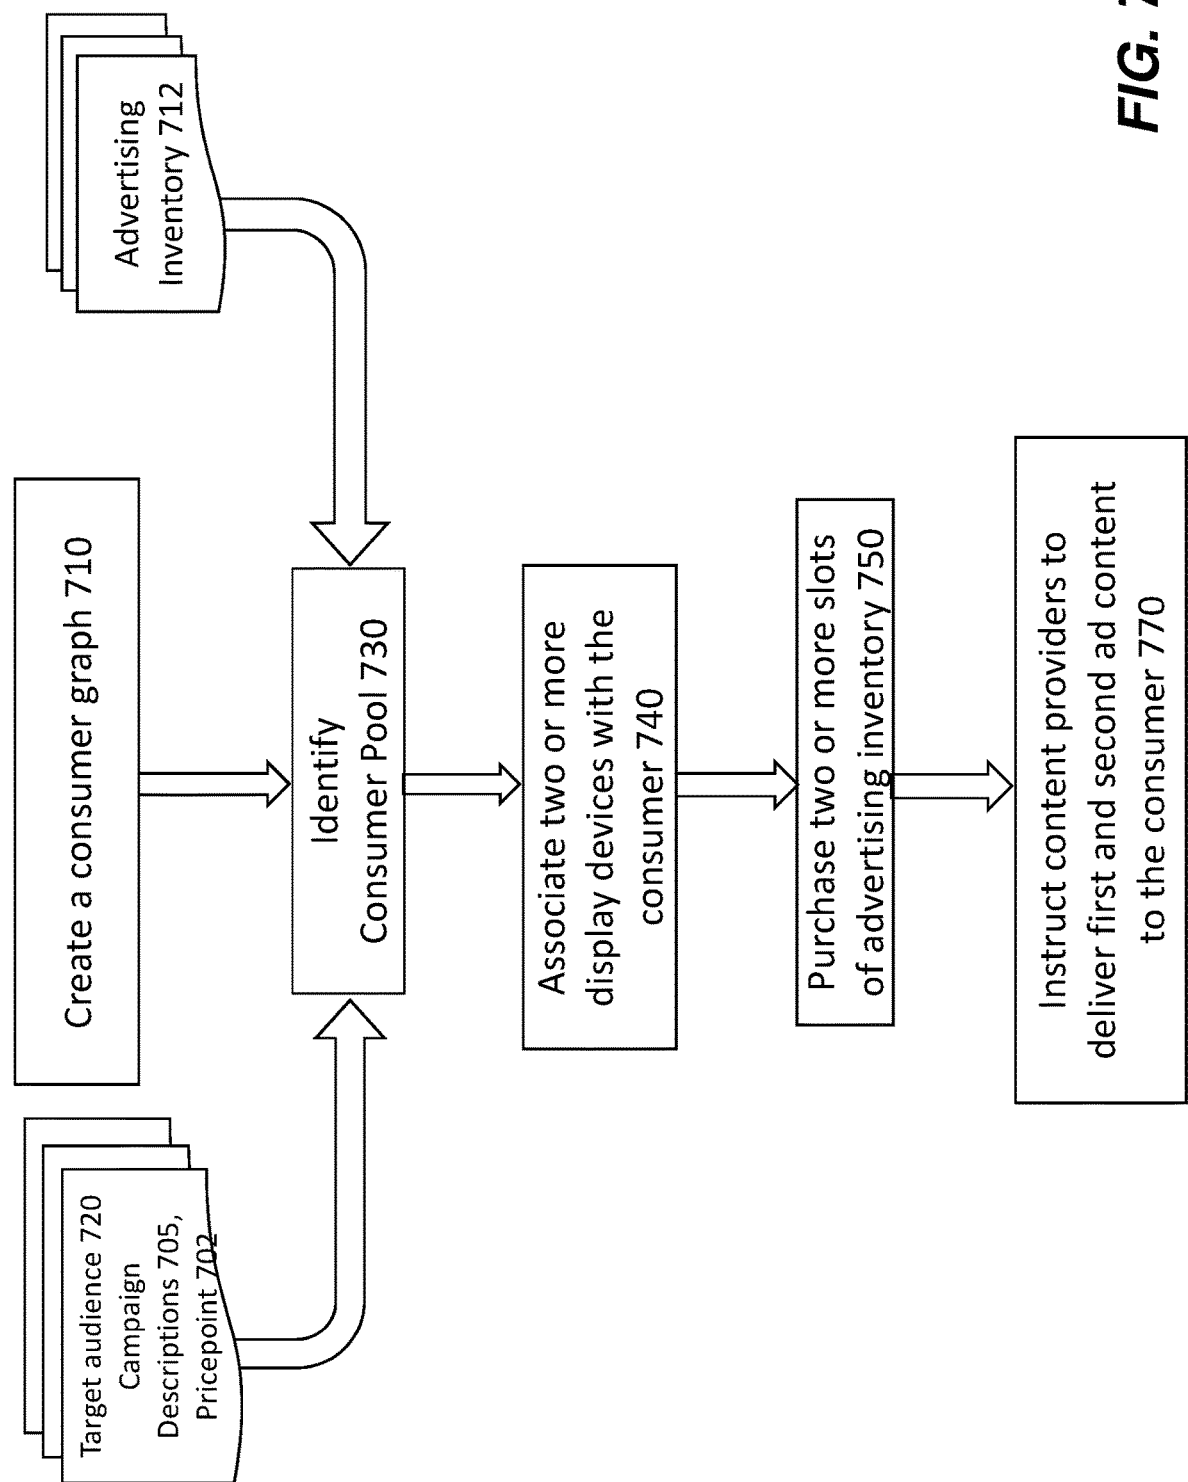 Target audience 720
Campaign
Descriptions 705,
Pricepoint 702
Create a consumer graph 710
Advertising
Inventory 712
Identify
Consumer Pool 730
Associate two or more
display devices with the
consumer 740
Purchase two or more slots
of advertising inventory 750
Instruct content providers to
deliver first and second ad content
to the consumer 770
FIG. 7